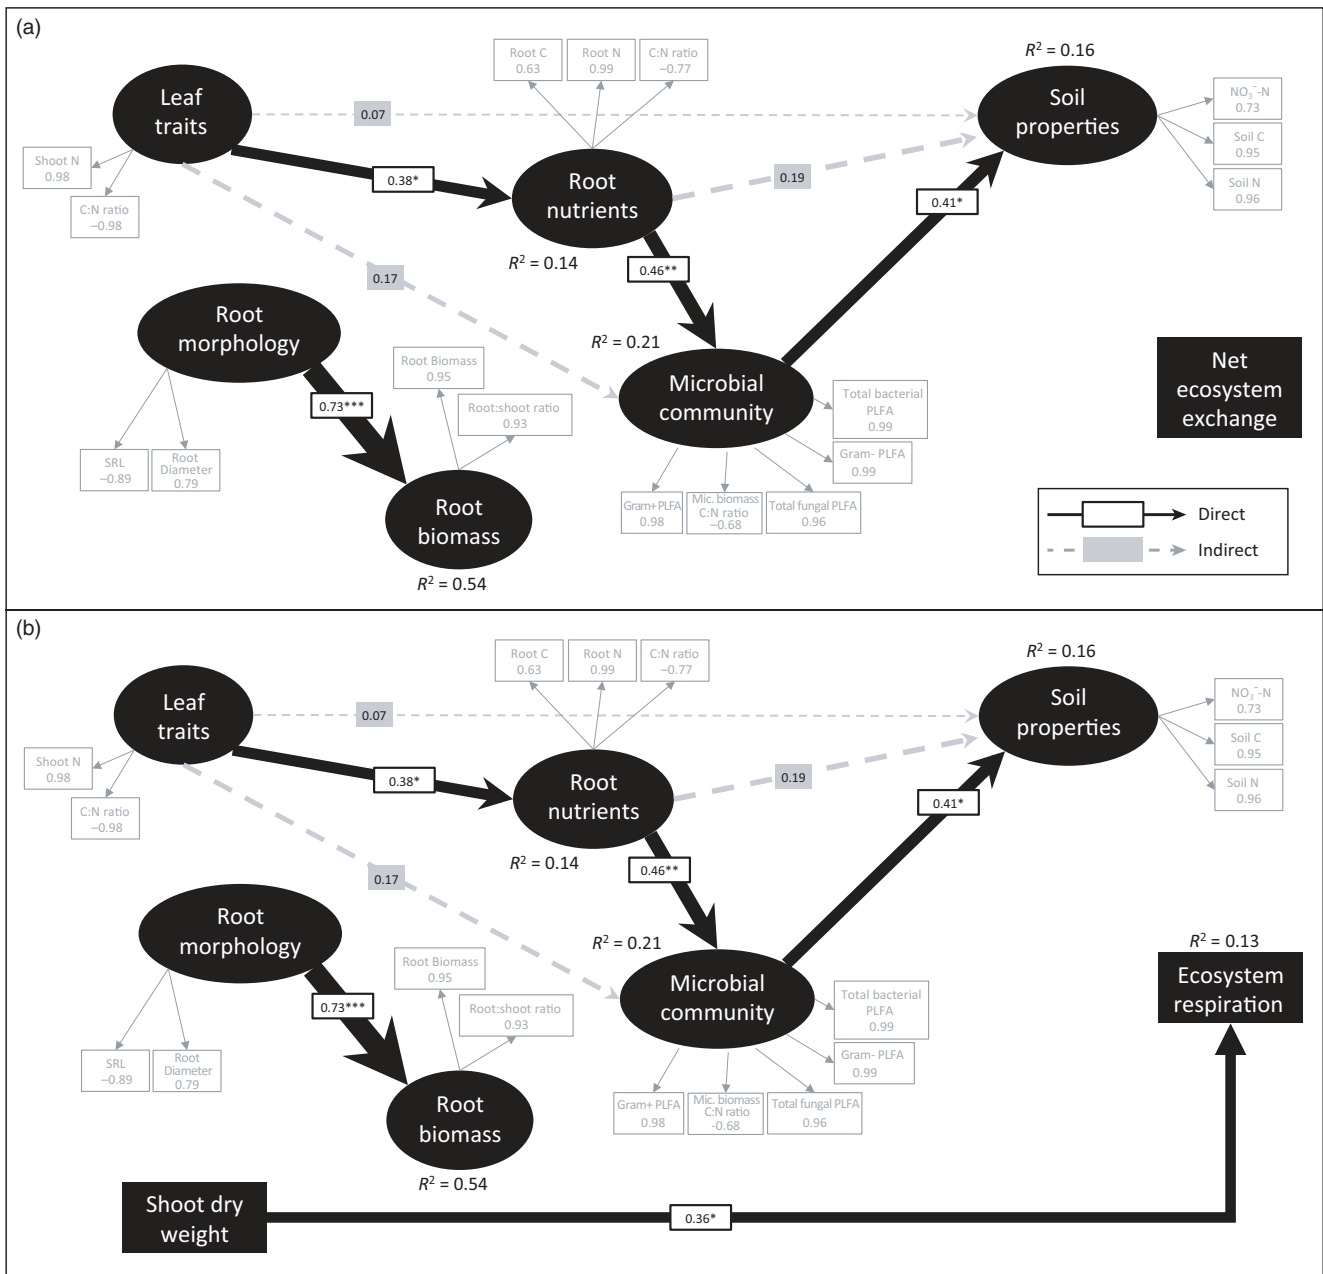 (a)
R² = 0.16
Root C
0.63
Root N
0.99
C:N ratio
−0.77
Leaf
traits
0.07
Soil
properties
NO₃⁻-N
0.73
Soil C
0.95
Soil N
0.96
Shoot N
0.98
C:N ratio
−0.98
0.38*
Root
nutrients
0.19
0.41*
R² = 0.14
0.46**
0.17
Root
morphology
R² = 0.21
Root Biomass
0.95
Root:shoot ratio
0.93
0.73***
Microbial
community
Total bacterial
PLFA
0.99
Gram- PLFA
0.99
Net
ecosystem
exchange
SRL
−0.89
Root
Diameter
0.79
Root
biomass
Gram+ PLFA
0.98
Mic. biomass
C:N ratio
−0.68
Total fungal PLFA
0.96
R² = 0.54
Direct
Indirect
(b)
R² = 0.16
Root C
0.63
Root N
0.99
C:N ratio
−0.77
Leaf
traits
0.07
Soil
properties
NO₃⁻-N
0.73
Soil C
0.95
Soil N
0.96
Shoot N
0.98
C:N ratio
−0.98
0.38*
Root
nutrients
0.19
0.41*
R² = 0.14
0.46**
0.17
Root
morphology
R² = 0.21
Root Biomass
0.95
Root:shoot ratio
0.93
0.73***
Microbial
community
Total bacterial
PLFA
0.99
Gram- PLFA
0.99
R² = 0.13
Ecosystem
respiration
SRL
−0.89
Root
Diameter
0.79
Root
biomass
Gram+ PLFA
0.98
Mic. biomass
C:N ratio
-0.68
Total fungal PLFA
0.96
R² = 0.54
Shoot dry
weight
0.36*